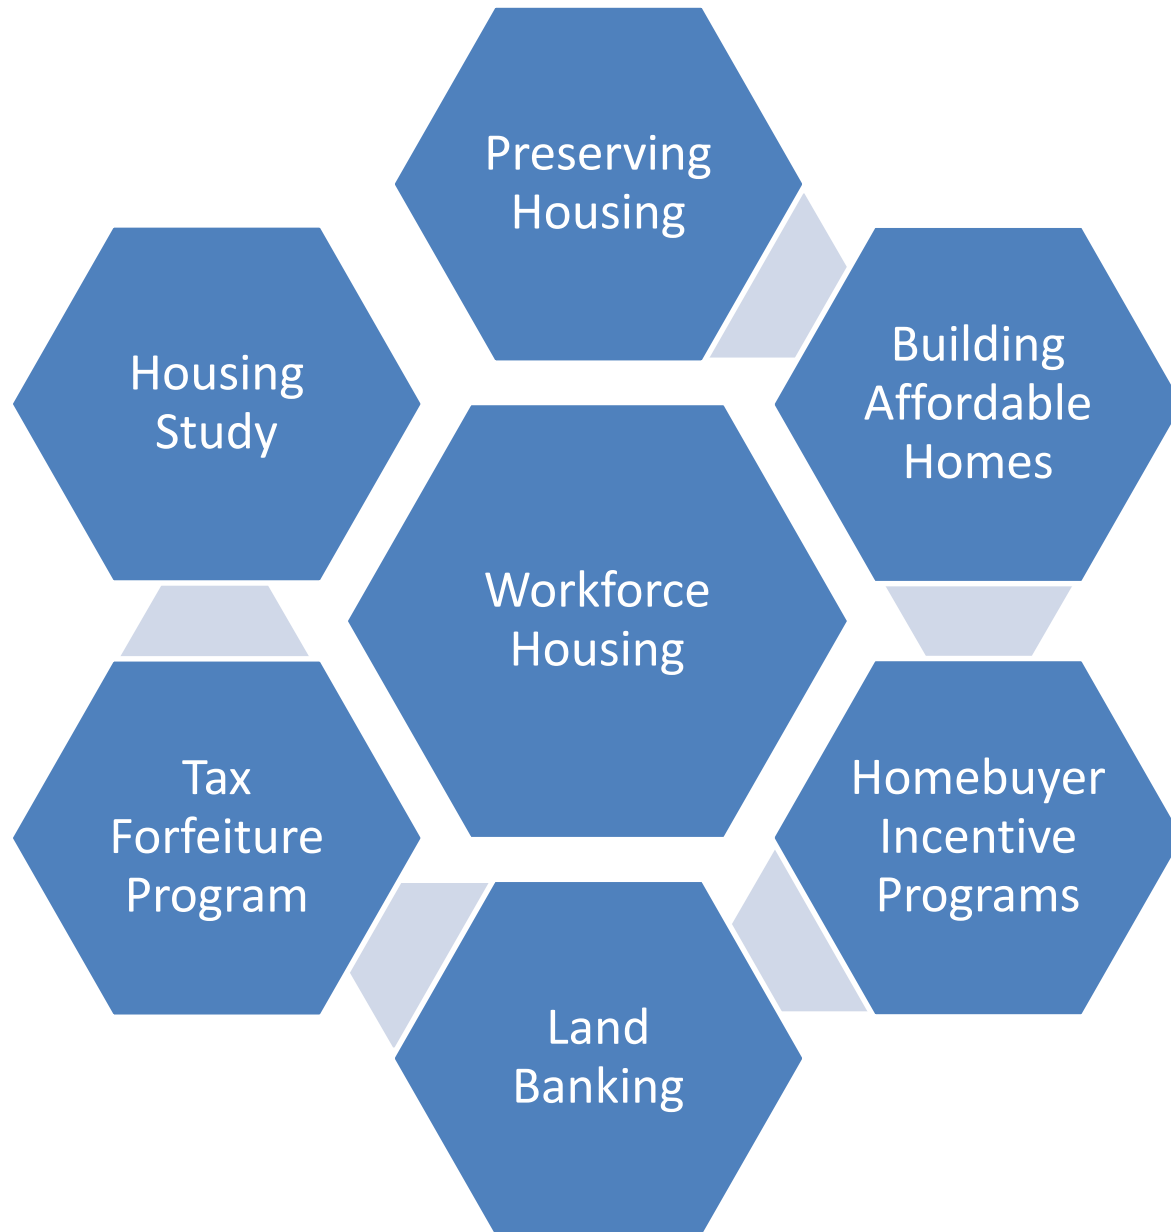 Preserving
Housing
Building
Affordable
Homes
Homebuyer
Incentive
Programs
Land
Banking
Tax
Forfeiture
Program
Housing
Study
Workforce
Housing